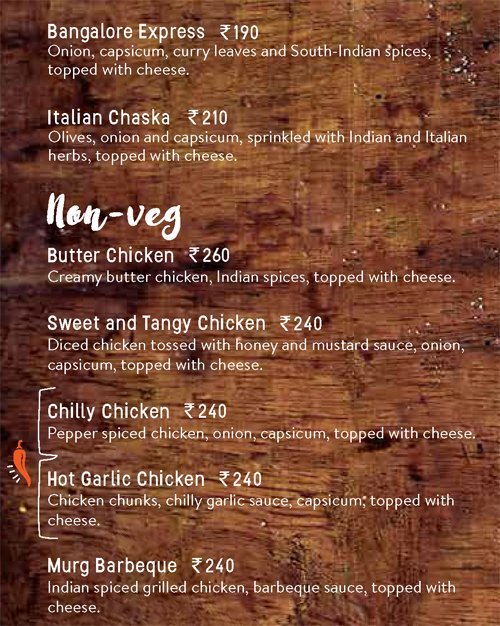 Bangalore Express ₹190
Onion, capsicum, curry leaves and South-Indian spices,
topped with cheese.
Italian Chaska ₹210
Olives, onion and capsicum, sprinkled with Indian and Italian
herbs, topped with cheese.
Non-veg
Butter Chicken ₹260
Creamy butter chicken, Indian spices, topped with cheese.
Sweet and Tangy Chicken ₹240
Diced chicken tossed with honey and mustard sauce, onion,
capsicum, topped with cheese.
Chilly Chicken ₹240
Pepper spiced chicken, onion, capsicum, topped with cheese.
Hot Garlic Chicken ₹240
Chicken chunks, chilly garlic sauce, capsicum, topped with
cheese.
Murg Barbeque ₹240
Indian spiced grilled chicken, barbeque sauce, topped with
cheese.